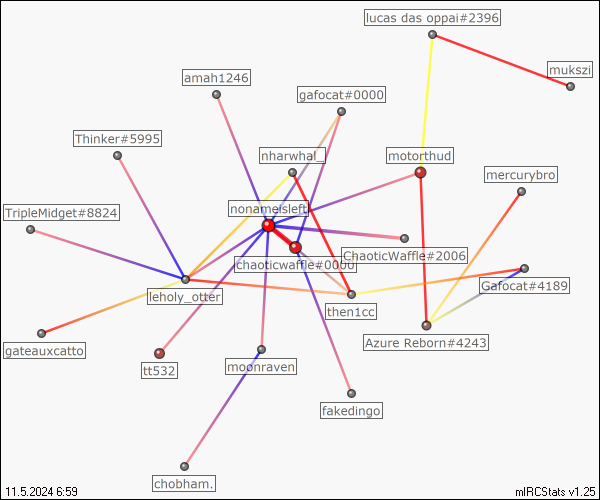 lucas das oppai#2396
mukszi
amah1246
gafocat#0000
Thinker#5995
nharwhal_
motorthud
mercurybro
TripleMidget#8824
nonameisleft
ChaoticWaffle#2006
chaoticwaffle#0000
Gafocat#4189
leholy_otter
then1cc
gateauxcatto
Azure Reborn#4243
tt532
moonraven
fakedingo
chobham.
11.5.2024 6:59
mIRCStats v1.25